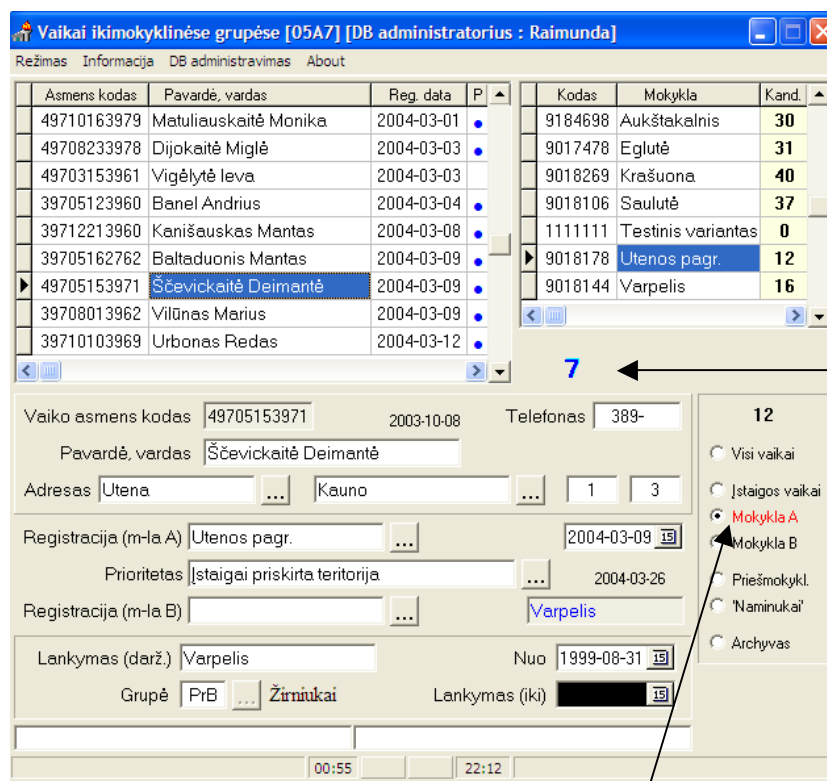 Vaikai ikimokyklinėse grupėse [05A7] [DB administratorius : Raimunda]
Režimas Informacija DB administravimas About
Asmens kodas Pavardė, vardas Reg. data P
49710163979 Matuliauskaitė Monika 2004-03-01
49708233978 Dijokaitė Miglė 2004-03-03
49703153961 Vigėlytė Ieva 2004-03-03
39705123960 Banel Andrius 2004-03-04
39712213960 Kanišauskas Mantas 2004-03-08
39705162762 Baltaduonis Mantas 2004-03-09
49705153971 Ščevickaitė Deimantė 2004-03-09
39708013962 Vilūnas Marius 2004-03-09
39710103969 Urbonas Redas 2004-03-12
Kodas Mokykla Kand.
9184698 Aukštakalnis 30
9017478 Eglutė 31
9018269 Krašuona 40
9018106 Saulutė 37
1111111 Testinis variantas 0
9018178 Utenos pagr. 12
9018144 Varpelis 16
7
Vaiko asmens kodas 49705153971 2003-10-08 Telefonas 389-
Pavardė, vardas Ščevickaitė Deimantė
Adresas Utena ... Kauno ... 1 3
Registracija (m-la A) Utenos pagr. ... 2004-03-09 15
Prioritetas Įstaigai priskirta teritorija ... 2004-03-26
Registracija (m-la B) ... Varpelis
Lankymas (darž.) Varpelis Nuo 1999-08-31 15
Grupė PrB ... Žirniukai Lankymas (iki) 15
12
Visi vaikai
Įstaigos vaikai
Mokykla A
Mokykla B
Priešmokykl.
'Naminukai'
Archyvas
00:55 22:12